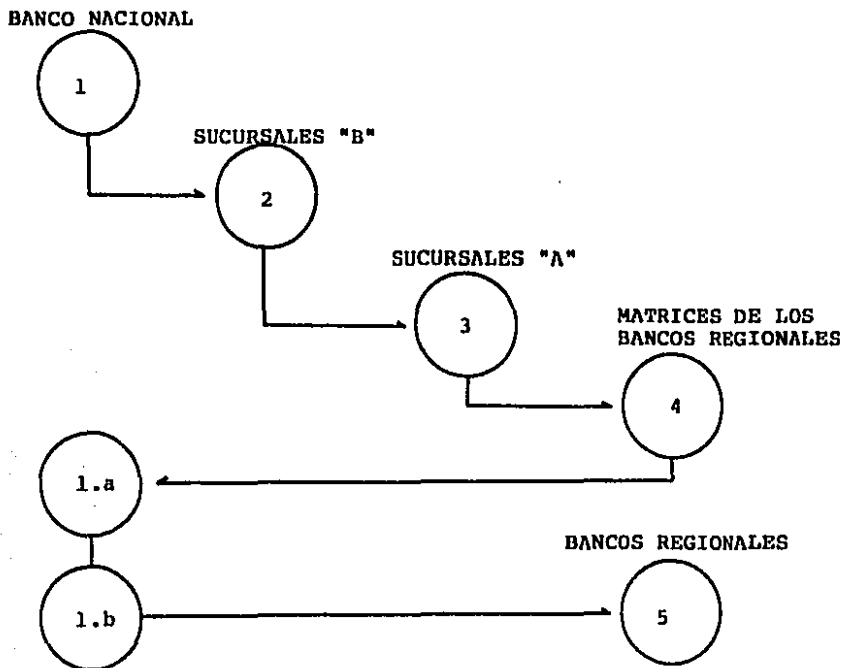 BANCO NACIONAL
1
SUCURSALES "B"
2
SUCURSALES "A"
3
MATRICES DE LOS
BANCOS REGIONALES
4
1.a
BANCOS REGIONALES
1.b
5